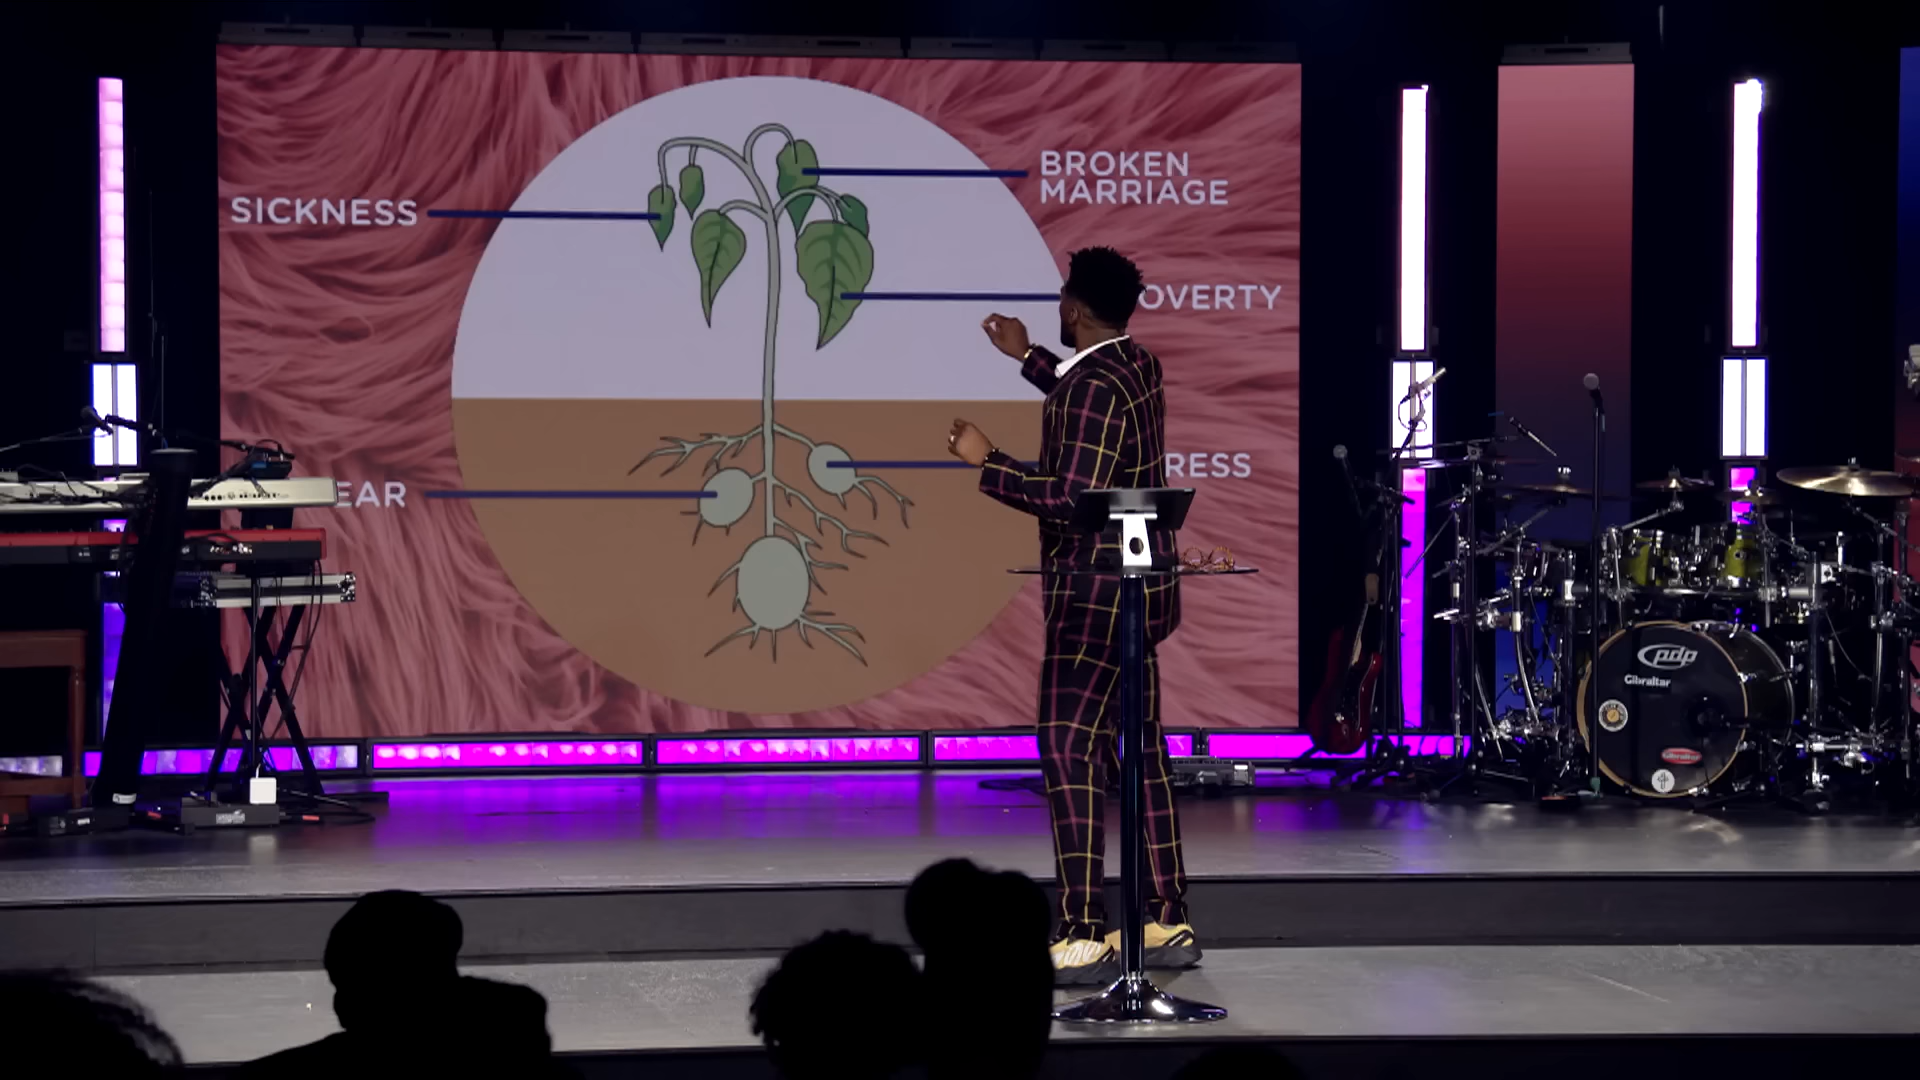 BROKEN
MARRIAGE
SICKNESS
OVERTY
RESS
EAR
pdp
Gibraltar